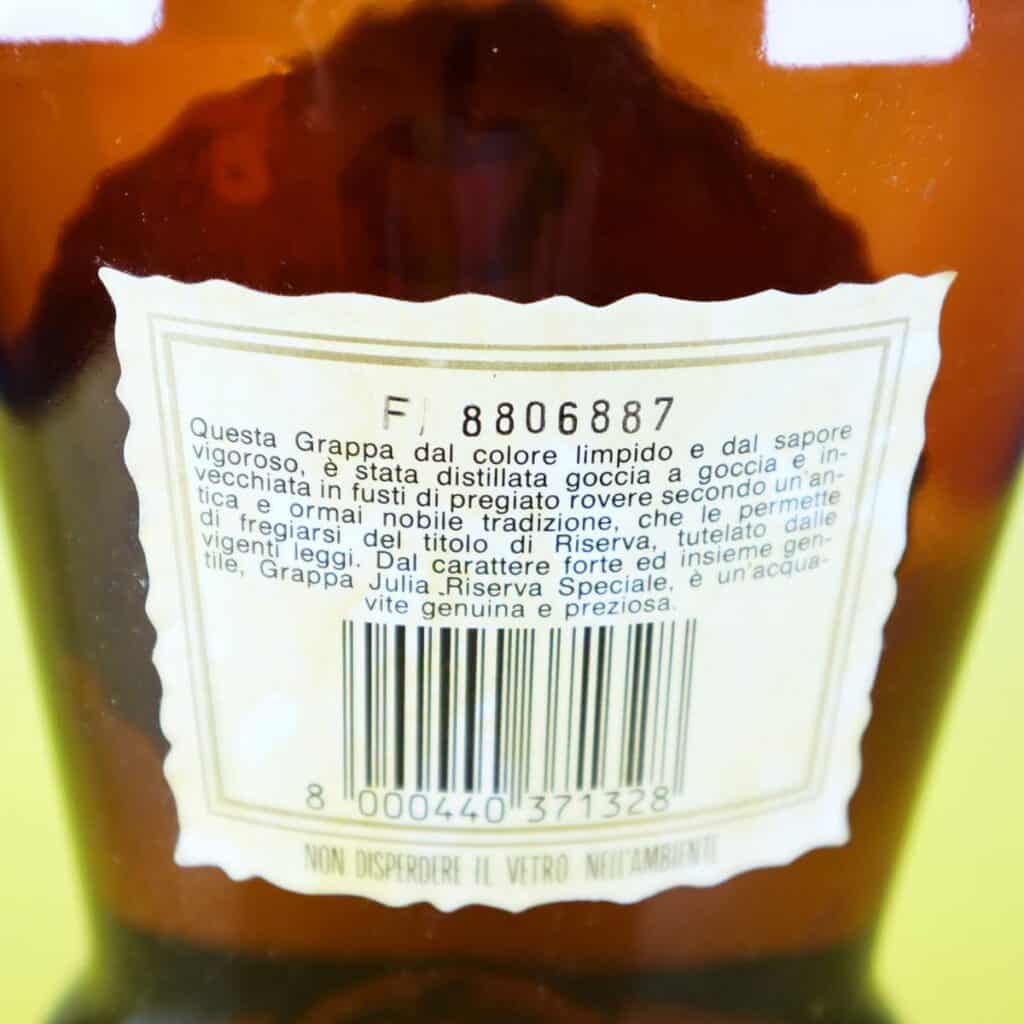 F 8806887
Questa Grappa dal colore limpido e dal sapore
vigoroso, è stata distillata goccia a goccia e in-
vecchiata in fusti di pregiato rovere secondo un'an-
tica e ormai nobile tradizione, che le permette
di fregiarsi del titolo di Riserva, tutelato dalle
vigenti leggi. Dal carattere forte ed insieme gen-
tile, Grappa Julia Riserva Speciale, è un'acqua-
vite genuina e preziosa.
8 000440 371328
NON DISPERDERE IL VETRO NELL'AMBIENTE